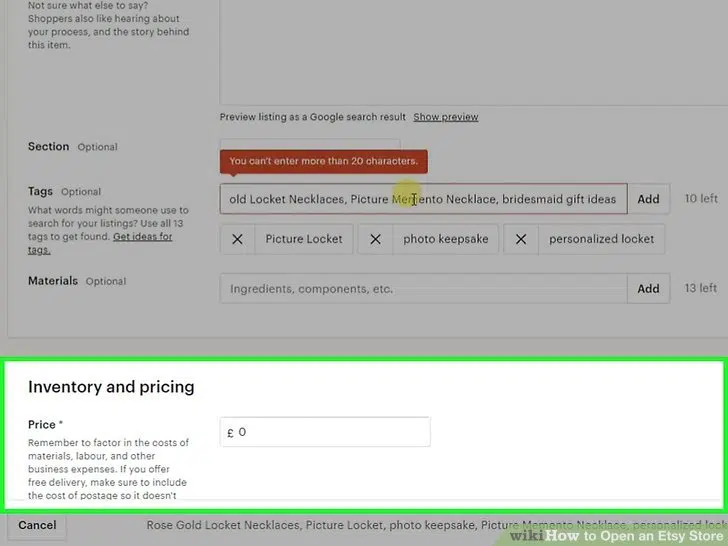 Not sure what else to say?
Shoppers also like hearing about
your process, and the story behind
this item.
Preview listing as a Google search result Show preview
Section Optional
You can't enter more than 20 characters.
Tags Optional
old Locket Necklaces, Picture Memento Necklace, bridesmaid gift ideas Add 10 left
What words might someone use to
search for your listings? Use all 13
tags to get found. Get ideas for
tags.
Picture Locket photo keepsake personalized locket
Materials Optional
Ingredients, components, etc. Add 13 left
Inventory and pricing
Price *
£ 0
Remember to factor in the costs of
materials, labour, and other
business expenses. If you offer
free delivery, make sure to include
the cost of postage so it doesn't
Cancel
Rose Gold Locket Necklaces, Picture Locket, photo keepsake, Picture Memento Necklace, personalized lock
wikiHow to Open an Etsy Store